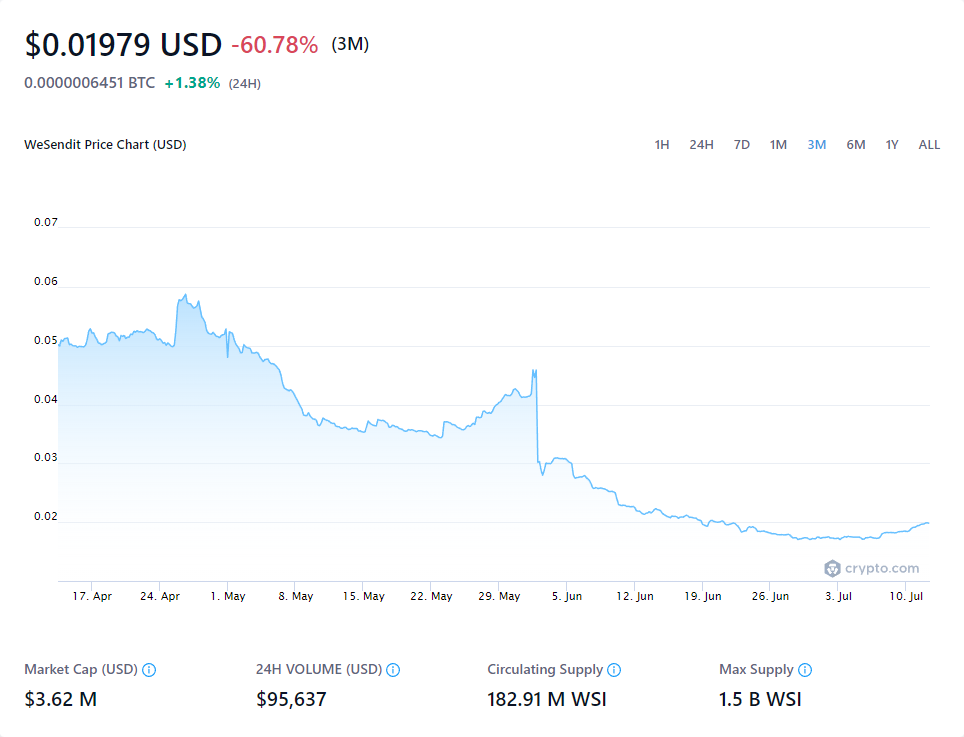 $0.01979 USD -60.78% (3M)
0.0000006451 BTC +1.38% (24H)
WeSendit Price Chart (USD) 1H 24H 7D 1M 3M 6M 1Y ALL
0.07
0.06
0.05
0.04
0.03
0.02
crypto.com
17. Apr 24. Apr 1. May 8. May 15. May 22. May 29. May 5. Jun 12. Jun 19. Jun 26. Jun 3. Jul 10. Jul
Market Cap (USD) 24H VOLUME (USD) Circulating Supply Max Supply
$3.62 M $95,637 182.91 M WSI 1.5 B WSI